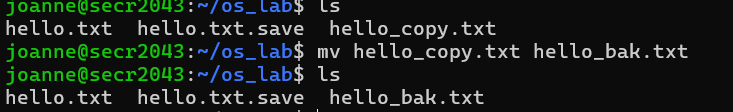 joanne@secr2043:~/os_lab$ ls
hello.txt  hello.txt.save  hello_copy.txt
joanne@secr2043:~/os_lab$ mv hello_copy.txt hello_bak.txt
joanne@secr2043:~/os_lab$ ls
hello.txt  hello.txt.save  hello_bak.txt